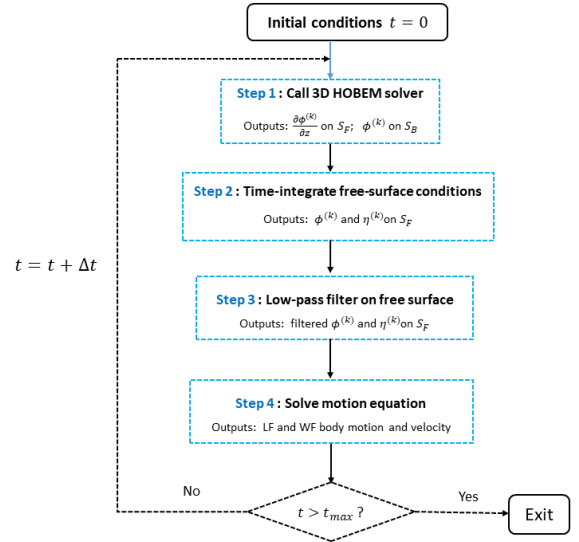 Initial conditions t = 0
Step 1 : Call 3D HOBEM solver
Outputs: ∂ϕ^(k)/∂z on S_F; ϕ^(k) on S_B
Step 2 : Time-integrate free-surface conditions
Outputs: ϕ^(k) and η^(k) on S_F
t = t + Δt
Step 3 : Low-pass filter on free surface
Outputs: filtered ϕ^(k) and η^(k) on S_F
Step 4 : Solve motion equation
Outputs: LF and WF body motion and velocity
No
t > t_max ?
Yes
Exit